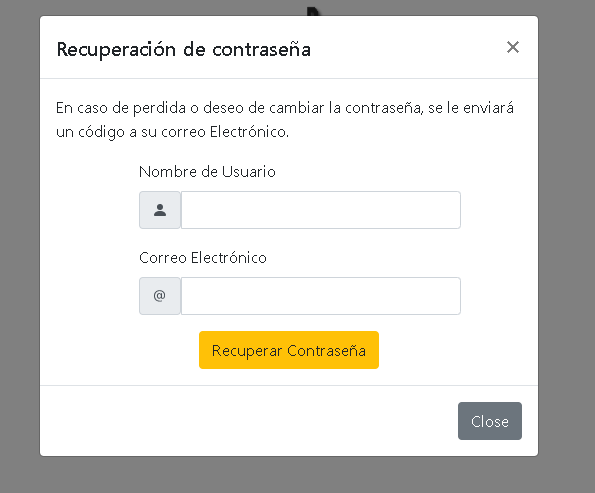 Recuperación de contraseña
×
En caso de perdida o deseo de cambiar la contraseña, se le enviará
un código a su correo Electrónico.
Nombre de Usuario
Correo Electrónico
@
Recuperar Contraseña
Close